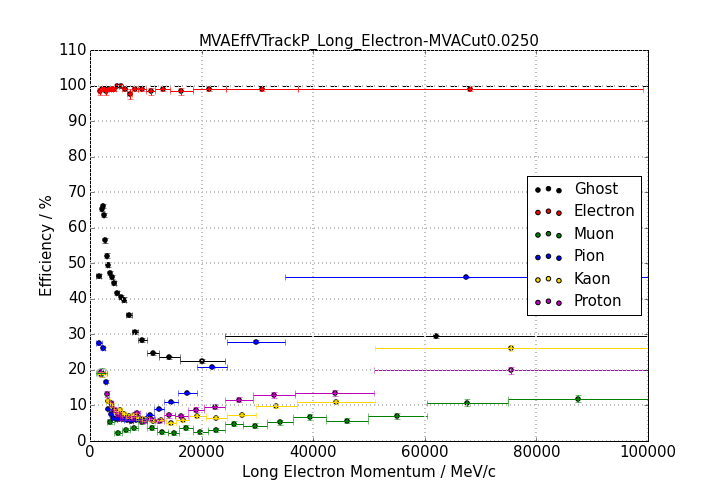 MVAEffVTrackP_Long_Electron-MVACut0.0250
110
100
90
80
70
60
50
40
30
20
10
0
Efficiency / %
Ghost
Electron
Muon
Pion
Kaon
Proton
0 20000 40000 60000 80000 100000
Long Electron Momentum / MeV/c